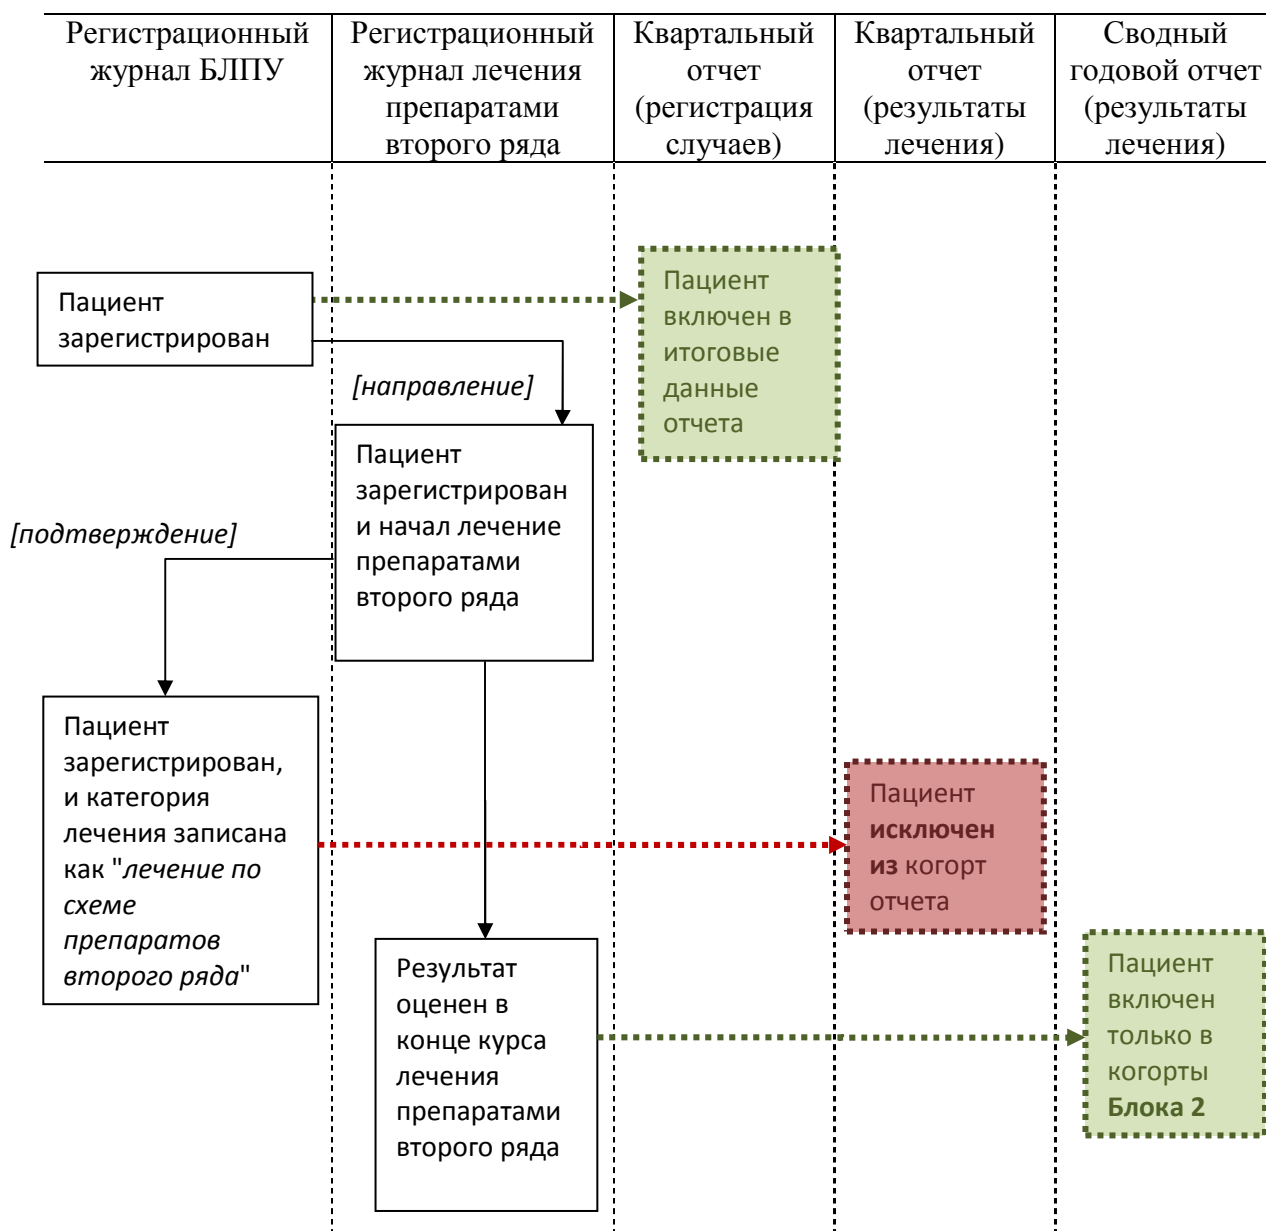 Регистрационный
журнал БЛПУ
Регистрационный
журнал лечения
препаратами
второго ряда
Квартальный
отчет
(регистрация
случаев)
Квартальный
отчет
(результаты
лечения)
Сводный
годовой отчет
(результаты
лечения)
Пациент
зарегистрирован
Пациент
включен в
итоговые
данные
отчета
[направление]
Пациент
зарегистрирован
и начал лечение
препаратами
второго ряда
[подтверждение]
Пациент
зарегистрирован,
и категория
лечения записана
как "лечение по
схеме
препаратов
второго ряда"
Пациент
исключен
из когорт
отчета
Результат
оценен в
конце курса
лечения
препаратами
второго ряда
Пациент
включен
только в
когорты
Блока 2